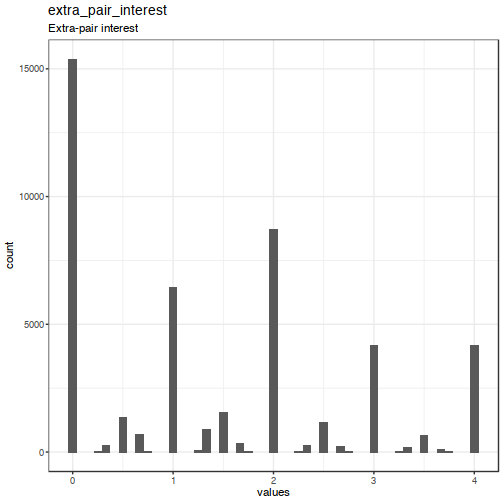 extra_pair_interest
Extra-pair interest
15000
10000
5000
0
count
0 1 2 3 4
values